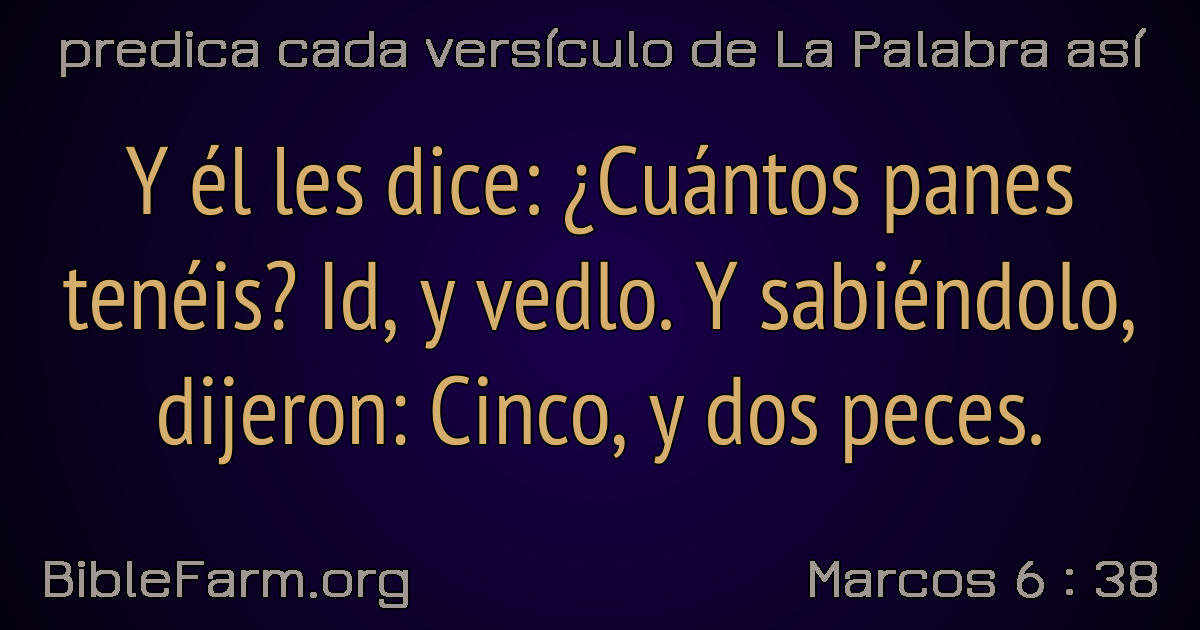 predica cada versículo de La Palabra así
Y él les dice: ¿Cuántos panes
tenéis? Id, y vedlo. Y sabiéndolo,
dijeron: Cinco, y dos peces.
BibleFarm.org
Marcos 6 : 38